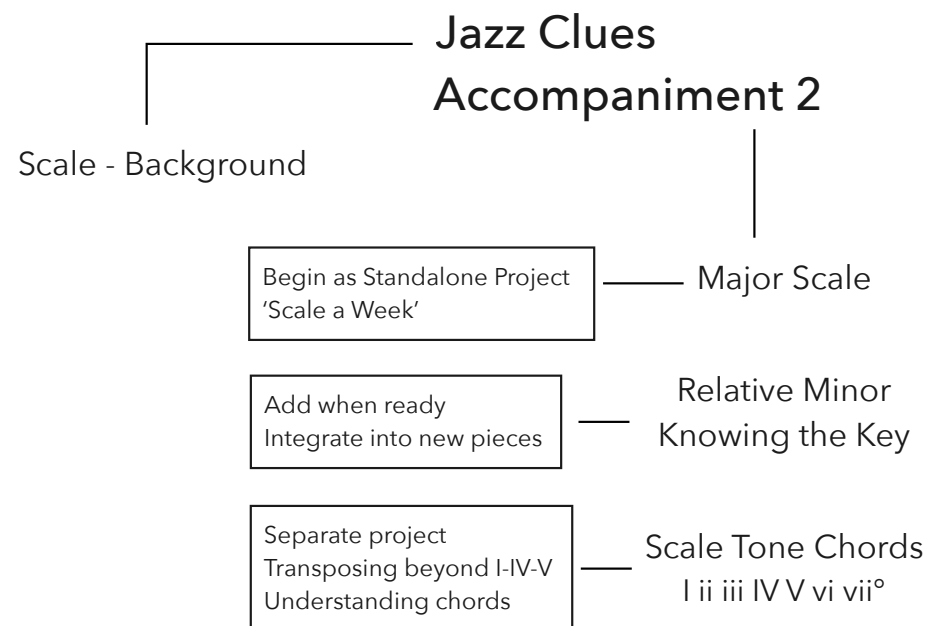 Jazz Clues
Accompaniment 2
Scale - Background
Begin as Standalone Project
‘Scale a Week’
Major Scale
Add when ready
Integrate into new pieces
Relative Minor
Knowing the Key
Separate project
Transposing beyond I-IV-V
Understanding chords
Scale Tone Chords
I ii iii IV V vi vii°